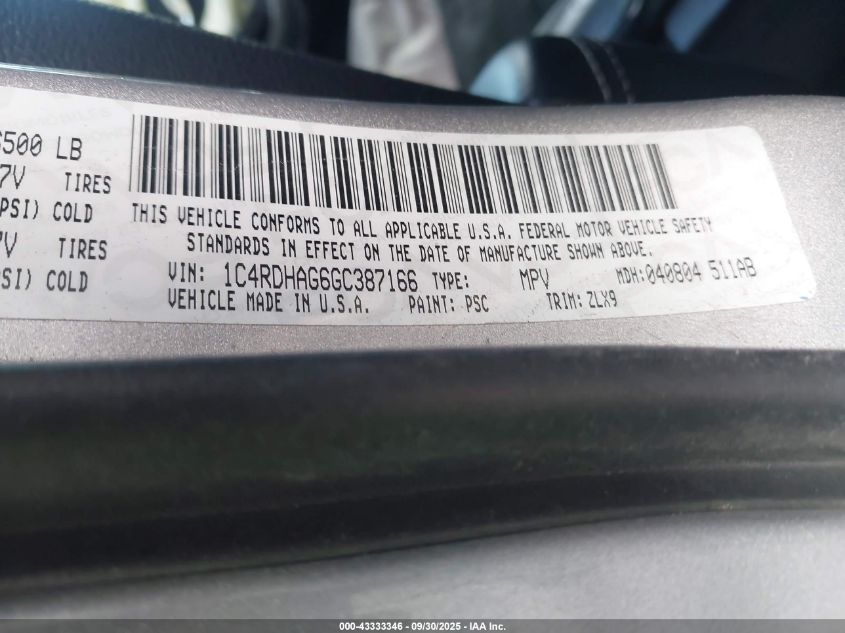 6500 LB
7V TIRES
PSI) COLD
7V TIRES
SI) COLD
THIS VEHICLE CONFORMS TO ALL APPLICABLE U.S.A. FEDERAL MOTOR VEHICLE SAFETY
STANDARDS IN EFFECT ON THE DATE OF MANUFACTURE SHOWN ABOVE.
VIN: 1C4RDHAG6GC387166 TYPE: MPV MDH: 040804 511AB
VEHICLE MADE IN U.S.A. PAINT: PSC TRIM: ZLX9
000-43333346 - 09/30/2025 - IAA Inc.